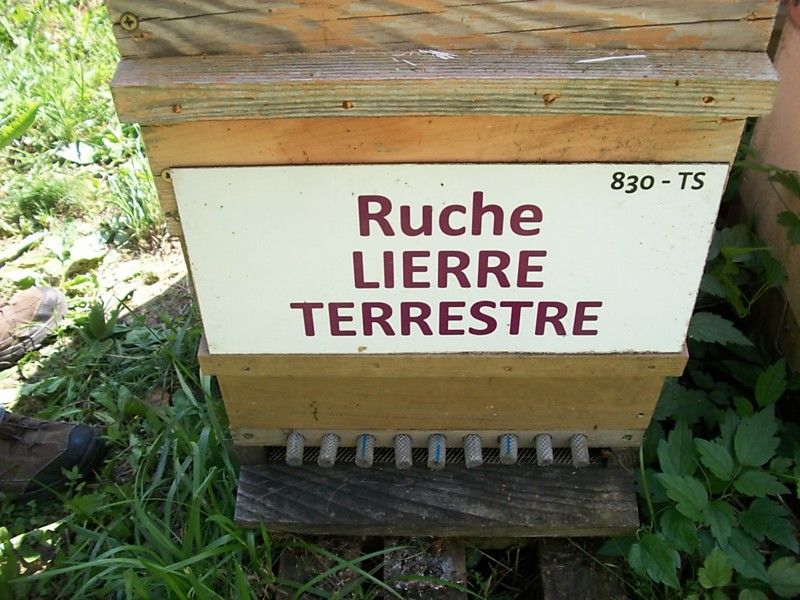 830 - TS
Ruche
LIERRE
TERRESTRE